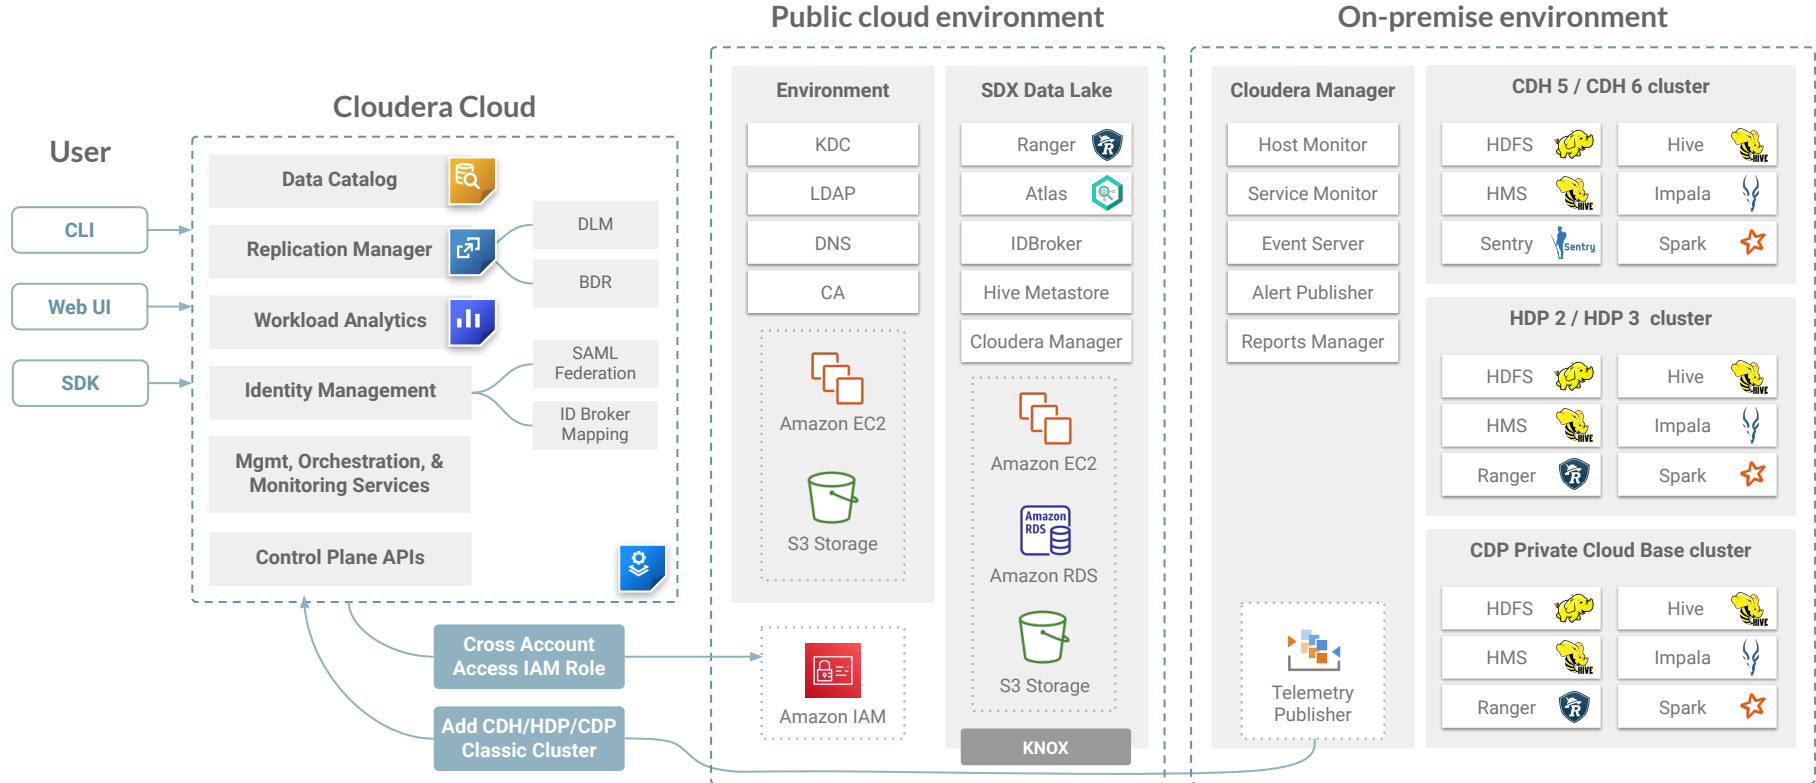 Public cloud environment
On-premise environment
Cloudera Cloud
User
CLI
Web UI
SDK
Data Catalog
Replication Manager
DLM
BDR
Workload Analytics
Identity Management
SAML
Federation
ID Broker
Mapping
Mgmt, Orchestration, &
Monitoring Services
Control Plane APIs
Cross Account
Access IAM Role
Add CDH/HDP/CDP
Classic Cluster
Environment
KDC
LDAP
DNS
CA
Amazon EC2
S3 Storage
Amazon IAM
SDX Data Lake
Ranger
R
Atlas
IDBroker
Hive Metastore
Cloudera Manager
Amazon EC2
Amazon
RDS
Amazon RDS
S3 Storage
KNOX
Cloudera Manager
Host Monitor
Service Monitor
Event Server
Alert Publisher
Reports Manager
Telemetry
Publisher
CDH 5 / CDH 6 cluster
HDFS
Hive
HIVE
HMS
HIVE
Impala
Sentry
Sentry
Spark
HDP 2 / HDP 3 cluster
HDFS
Hive
HIVE
HMS
HIVE
Impala
Ranger
R
Spark
CDP Private Cloud Base cluster
HDFS
Hive
HIVE
HMS
HIVE
Impala
Ranger
R
Spark